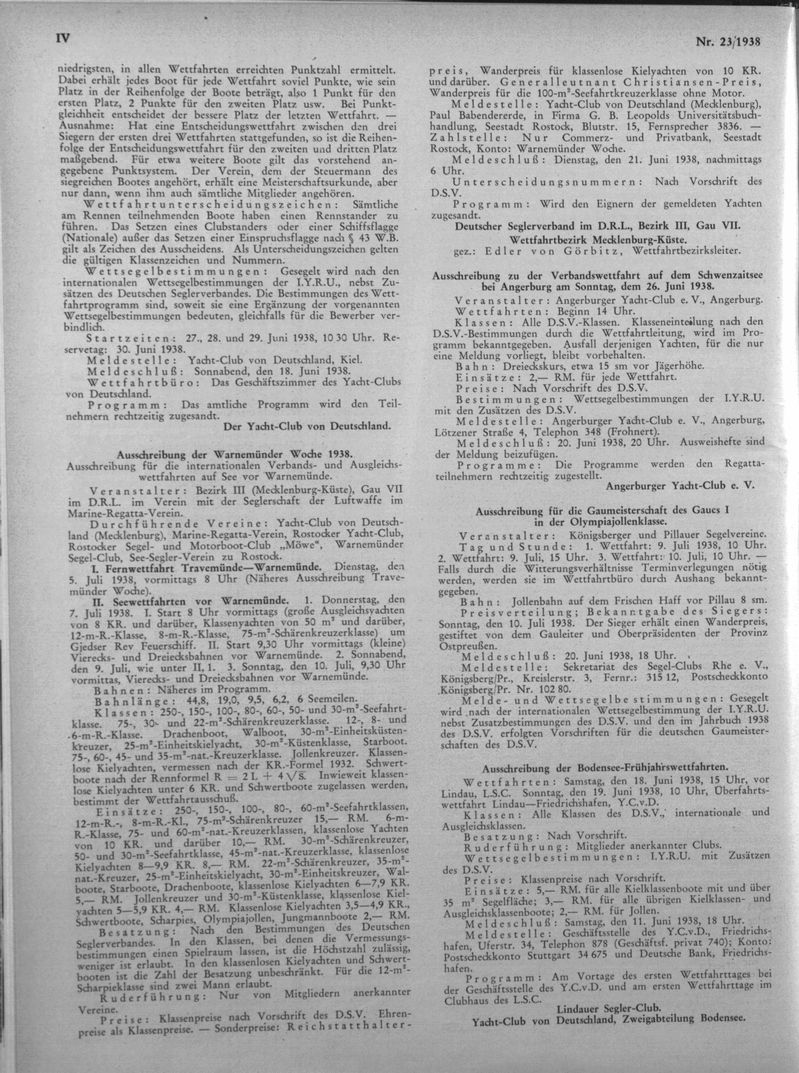 IV
Nr. 23/1938
niedrigsten, in allen Wettfahrten erreichten Punktzahl ermittelt.
Dabei erhält jedes Boot für jede Wettfahrt soviel Punkte, wie sein
Platz in der Reihenfolge der Boote beträgt, also 1 Punkt für den
ersten Platz, 2 Punkte für den zweiten Platz usw. Bei Punkt-
gleichheit entscheidet der bessere Platz der letzten Wettfahrt. —
Ausnahme: Hat eine Entscheidungswettfahrt zwischen den drei
Siegern der ersten drei Wettfahrten stattgefunden, so ist die Reihen-
folge der Entscheidungswettfahrt für den zweiten und dritten Platz
maßgebend. Für etwa weitere Boote gilt das vorstehend an-
gegebene Punktsystem. Der Verein, dem der Steuermann des
siegreichen Bootes angehört, erhält eine Meisterschaftsurkunde, aber
nur dann, wenn ihm auch sämtliche Mitglieder angehören.
Wettfahrtunterscheidungszeichen: Sämtliche
am Rennen teilnehmenden Boote haben einen Rennstander zu
führen. Das Setzen eines Clubstanders oder einer Schiffsflagge
(Nationale) außer das Setzen einer Einspruchsflagge nach § 43 W.B.
gilt als Zeichen des Ausscheidens. Als Unterscheidungszeichen gelten
die gültigen Klassenzeichen und Nummern.
Wettsegelbestimmungen: Gesegelt wird nach den
internationalen Wettsegelbestimmungen der I.Y.R.U., nebst Zu-
sätzen des Deutschen Seglerverbandes. Die Bestimmungen des Wett-
fahrtprogramm sind, soweit sie eine Ergänzung der vorgenannten
Wettsegelbestimmungen bedeuten, gleichfalls für die Bewerber ver-
bindlich.
Startzeiten: 27., 28. und 29. Juni 1938, 10 30 Uhr. Re-
servetag: 30. Juni 1938.
Meldestelle: Yacht-Club von Deutschland, Kiel.
Meldeschluß: Sonnabend, den 18. Juni 1938.
Wettfahrtbüro: Das Geschäftszimmer des Yacht-Clubs
von Deutschland.
Programm: Das amtliche Programm wird den Teil-
nehmern rechtzeitig zugesandt.
Der Yacht-Club von Deutschland.
Ausschreibung der Warnemünder Woche 1938.
Ausschreibung für die internationalen Verbands- und Ausgleichs-
wettfahrten auf See vor Warnemünde.
Veranstalter: Bezirk III (Mecklenburg-Küste), Gau VII
im D.R.L. im Verein mit der Seglerschaft der Luftwaffe im
Marine-Regatta-Verein.
Durchführende Vereine: Yacht-Club von Deutsch-
land (Mecklenburg), Marine-Regatta-Verein, Rostocker Yacht-Club,
Rostocker Segel- und Motorboot-Club „Möwe“, Warnemünder
Segel-Club, See-Segler-Verein zu Rostock.
I. Fernwettfahrt Travemünde—Warnemünde. Dienstag, den
5. Juli 1938, vormittags 8 Uhr (Näheres Ausschreibung Trave-
münder Woche).
II. Seewettfahrten vor Warnemünde. 1. Donnerstag, den
7. Juli 1938. I. Start 8 Uhr vormittags (große Ausgleichsyachten
von 8 KR. und darüber, Klassenyachten von 50 m² und darüber,
12-m-R.-Klasse, 8-m-R.-Klasse, 75-m²-Schärenkreuzerklasse) um
Gjedser Rev Feuerschiff. II. Start 9,30 Uhr vormittags (kleine)
Vierecks- und Dreiecksbahnen vor Warnemünde. 2. Sonnabend,
den 9. Juli, wie unter II, 1. 3. Sonntag, den 10. Juli, 9,30 Uhr
vormittas, Vierecks- und Dreiecksbahnen vor Warnemünde.
Bahnen: Näheres im Programm.
Bahnlänge: 44,8, 19,0, 9,5, 6,2, 6 Seemeilen.
Klassen: 250-, 150-, 100-, 80-, 60-, 50- und 30-m²-Seefahrt-
klasse. 75-, 30- und 22-m²-Schärenkreuzerklasse. 12-, 8- und
6-m-R.-Klasse. Drachenboot, Walboot, 30-m²-Einheitsküsten-
kreuzer, 25-m²-Einheitskielyacht, 30-m²-Küstenklasse, Starboot.
75-, 60-, 45- und 35-m²-nat.-Kreuzerklasse. Jollenkreuzer. Klassen-
lose Kielyachten, vermessen nach der KR.-Formel 1932. Schwert-
boote nach der Rennformel R = 2 L + 4 √S. Inwieweit klassen-
lose Kielyachten unter 6 KR. und Schwertboote zugelassen werden,
bestimmt der Wettfahrtausschuß.
Einsätze: 250-, 150-, 100-, 80-, 60-m²-Seefahrtklassen,
12-m-R.-, 8-m-R.-Kl., 75-m²-Schärenkreuzer 15,— RM. 6-m-
R.-Klasse, 75- und 60-m²-nat.-Kreuzerklassen, klassenlose Yachten
von 10 KR. und darüber 10,— RM. 30-m²-Schärenkreuzer,
50- und 30-m²-Seefahrtklasse, 45-m²-nat.-Kreuzerklasse, klassenlose
Kielyachten 8—9,9 KR. 8,— RM. 22-m²-Schärenkreuzer, 35-m²-
nat.-Kreuzer, 25-m²-Einheitskielyacht, 30-m²-Einheitskreuzer, Wal-
boote, Starboote, Drachenboote, klassenlose Kielyachten 6—7,9 KR.
5,— RM. Jollenkreuzer und 30-m²-Küstenklasse, klassenlose Kiel-
yachten 5—5,9 KR. 4,— RM. Klassenlose Kielyachten 3,5—4,9 KR.,
Schwertboote, Scharpies, Olympiajollen, Jungmannboote 2,— RM.
Besatzung: Nach den Bestimmungen des Deutschen
Seglerverbandes. In den Klassen, bei denen die Vermessungs-
bestimmungen einen Spielraum lassen, ist die Höchstzahl zulässig,
weniger ist erlaubt. In den klassenlosen Kielyachten und Schwert-
booten ist die Zahl der Besatzung unbeschränkt. Für die 12-m²-
Scharpieklasse sind zwei Mann erlaubt.
Ruderführung: Nur von Mitgliedern anerkannter
Vereine.
Preise: Klassenpreise nach Vorschrift des D.S.V. Ehren-
preise als Klassenpreise. — Sonderpreise: Reichstatthalter-
preis, Wanderpreis für klassenlose Kielyachten von 10 KR.
und darüber. Generalleutnant Christiansen-Preis,
Wanderpreis für die 100-m²-Seefahrtkreuzerklasse ohne Motor.
Meldestelle: Yacht-Club von Deutschland (Mecklenburg),
Paul Babendererde, in Firma G. B. Leopolds Universitätsbuch-
handlung, Seestadt Rostock, Blutstr. 15, Fernsprecher 3836. —
Zahlstelle: Nur Commerz- und Privatbank, Seestadt
Rostock, Konto: Warnemünder Woche.
Meldeschluß: Dienstag, den 21. Juni 1938, nachmittags
6 Uhr.
Unterscheidungsnummern: Nach Vorschrift des
D.S.V.
Programm: Wird den Eignern der gemeldeten Yachten
zugesandt.
Deutscher Seglerverband im D.R.L., Bezirk III, Gau VII.
Wettfahrtbezirk Mecklenburg-Küste.
gez.: Edler von Görbitz, Wettfahrtbezirksleiter.
Ausschreibung zu der Verbandswettfahrt auf dem Schwenzaitsee
bei Angerburg am Sonntag, dem 26. Juni 1938.
Veranstalter: Angerburger Yacht-Club e. V., Angerburg.
Wettfahrten: Beginn 14 Uhr.
Klassen: Alle D.S.V.-Klassen. Klasseneinteilung nach den
D.S.V.-Bestimmungen durch die Wettfahrtleitung, wird im Pro-
gramm bekanntgegeben. Ausfall derjenigen Yachten, für die nur
eine Meldung vorliegt, bleibt vorbehalten.
Bahn: Dreieckskurs, etwa 15 sm vor Jägerhöhe.
Einsätze: 2,— RM. für jede Wettfahrt.
Preise: Nach Vorschrift des D.S.V.
Bestimmungen: Wettsegelbestimmungen der I.Y.R.U.
mit den Zusätzen des D.S.V.
Meldestelle: Angerburger Yacht-Club e. V., Angerburg,
Lötzener Straße 4, Telephon 348 (Frohnert).
Meldeschluß: 20. Juni 1938, 20 Uhr. Ausweishefte sind
der Meldung beizufügen.
Programme: Die Programme werden den Regatta-
teilnehmern rechtzeitig zugestellt.
Angerburger Yacht-Club e. V.
Ausschreibung für die Gaumeisterschaft des Gaues I
in der Olympiajollenklasse.
Veranstalter: Königsberger und Pillauer Segelvereine.
Tag und Stunde: 1. Wettfahrt: 9. Juli 1938, 10 Uhr.
2. Wettfahrt: 9. Juli, 15 Uhr. 3. Wettfahrt: 10. Juli, 10 Uhr. —
Falls durch die Witterungsverhältnisse Terminverlegungen nötig
werden, werden sie im Wettfahrtbüro durch Aushang bekannt-
gegeben.
Bahn: Jollenbahn auf dem Frischen Haff vor Pillau 8 sm.
Preisverteilung; Bekanntgabe des Siegers:
Sonntag, den 10. Juli 1938. Der Sieger erhält einen Wanderpreis,
gestiftet von dem Gauleiter und Oberpräsidenten der Provinz
Ostpreußen.
Meldeschluß: 20. Juni 1938, 18 Uhr.
Meldestelle: Sekretariat des Segel-Clubs Rhe e. V.,
Königsberg/Pr., Kreislerstr. 3, Fernr.: 315 12, Postscheckkonto
Königsberg/Pr. Nr. 102 80.
Melde- und Wettsegelbestimmungen: Gesegelt
wird nach der internationalen Wettsegelbestimmung der I.Y.R.U.
nebst Zusatzbestimmungen des D.S.V. und den im Jahrbuch 1938
des D.S.V. erfolgten Vorschriften für die deutschen Gaumeister-
schaften des D.S.V.
Ausschreibung der Bodensee-Frühjahrswettfahrten.
Wettfahrten: Samstag, den 18. Juni 1938, 15 Uhr, vor
Lindau, L.S.C. Sonntag, den 19. Juni 1938, 10 Uhr, Überfahrts-
wettfahrt Lindau—Friedrichshafen, Y.C.v.D.
Klassen: Alle Klassen des D.S.V., internationale und
Ausgleichsklassen.
Besatzung: Nach Vorschrift.
Ruderführung: Mitglieder anerkannter Clubs.
Wettsegelbestimmungen: I.Y.R.U. mit Zusätzen
des D.S.V.
Preise: Klassenpreise nach Vorschrift.
Einsätze: 5,— RM. für alle Kielklassenboote mit und über
35 m² Segelfläche; 3,— RM. für alle übrigen Kielklassen- und
Ausgleichsklassenboote; 2,— RM. für Jollen.
Meldeschluß: Samstag, den 11. Juni 1938, 18 Uhr.
Meldestelle: Geschäftsstelle des Y.C.v.D., Friedrichs-
hafen, Uferstr. 34, Telephon 878 (Geschäftsf. privat 740); Konto:
Postscheckkonto Stuttgart 34 675 und Deutsche Bank, Friedrichs-
hafen.
Programm: Am Vortage des ersten Wettfahrttages bei
der Geschäftsstelle des Y.C.v.D. und am ersten Wettfahrttage im
Clubhaus des L.S.C.
Lindauer Segler-Club.
Yacht-Club von Deutschland, Zweigabteilung Bodensee.